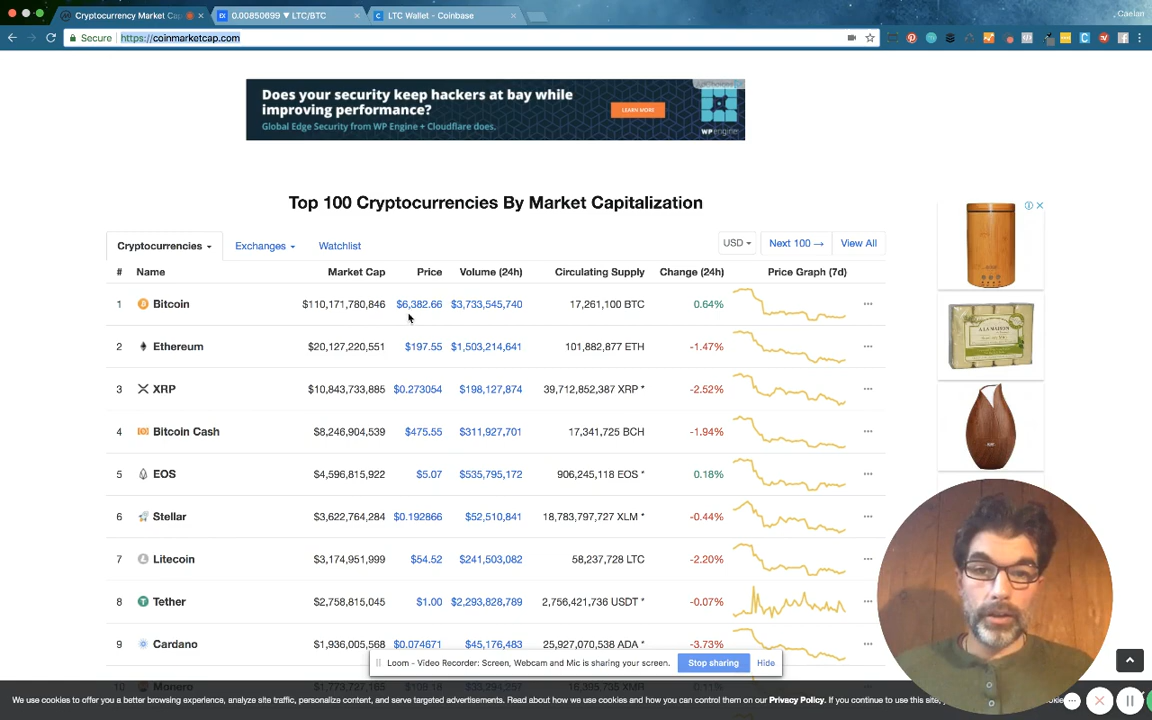 Cryptocurrency Market Ca
0.00850699 ▼ LTC/BTC
LTC Wallet - Coinbase
Caelan
Secure
https://coinmarketcap.com
Does your security keep hackers at bay while
improving performance?
Global Edge Security from WP Engine + Cloudflare does.
LEARN MORE
WPengine
Top 100 Cryptocurrencies By Market Capitalization
Cryptocurrencies Exchanges Watchlist USD Next 100 → View All
# Name Market Cap Price Volume (24h) Circulating Supply Change (24h) Price Graph (7d)
1 Bitcoin $110,171,780,846 $6,382.66 $3,733,545,740 17,261,100 BTC 0.64%
2 Ethereum $20,127,220,551 $197.55 $1,503,214,641 101,882,877 ETH -1.47%
3 XRP $10,843,733,885 $0.273054 $198,127,874 39,712,852,387 XRP * -2.52%
4 Bitcoin Cash $8,246,904,539 $475.55 $311,927,701 17,341,725 BCH -1.94%
5 EOS $4,596,815,922 $5.07 $535,795,172 906,245,118 EOS * 0.18%
6 Stellar $3,622,764,284 $0.192866 $52,510,841 18,783,797,727 XLM * -0.44%
7 Litecoin $3,174,951,999 $54.52 $241,503,082 58,237,728 LTC -2.20%
8 Tether $2,758,815,045 $1.00 $2,293,828,789 2,756,421,736 USDT * -0.07%
9 Cardano $1,936,005,568 $0.074671 $45,176,483 25,927,070,538 ADA * -3.73%
Loom - Video Recorder: Screen, Webcam and Mic is sharing your screen. Stop sharing Hide
10 Monero
We use cookies to offer you a better browsing experience, analyze site traffic, personalize content, and serve targeted advertisements. Read about how we use cookies and how you can control them on our Privacy Policy. If you continue to use this